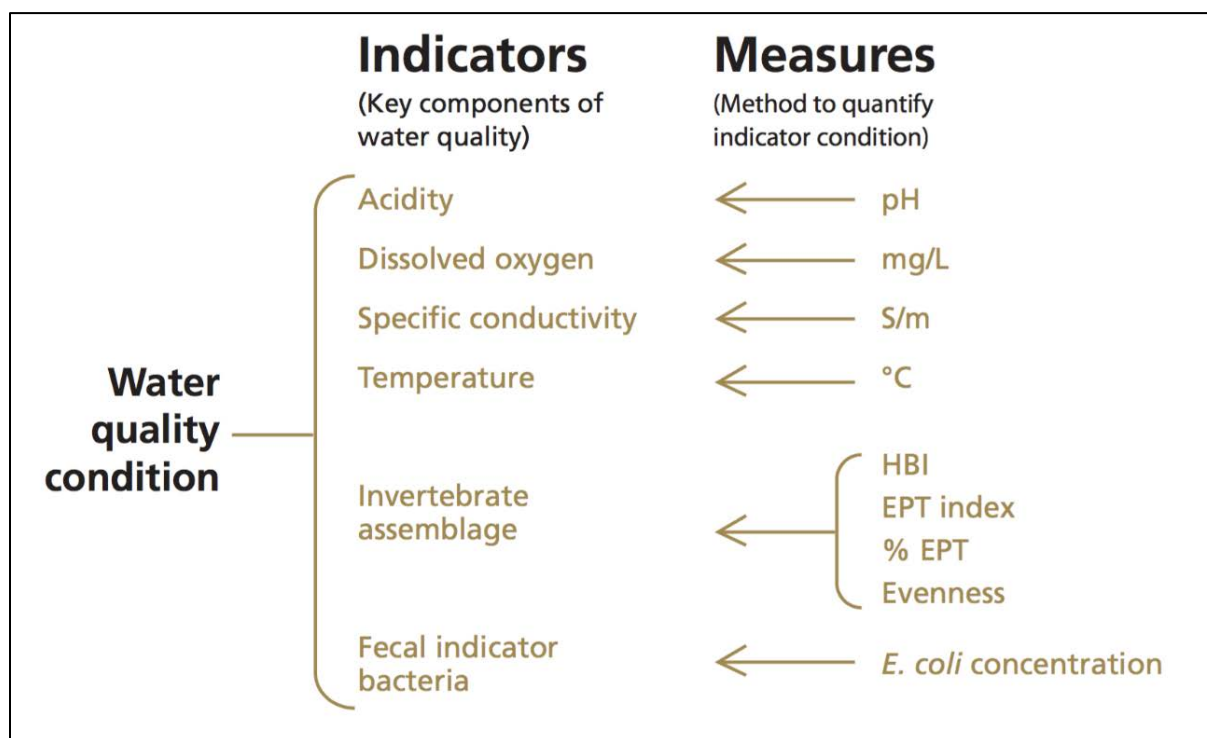 Indicators
(Key components of
water quality)
Measures
(Method to quantify
indicator condition)
Water
quality
condition
Acidity
pH
Dissolved oxygen
mg/L
Specific conductivity
S/m
Temperature
°C
Invertebrate
assemblage
HBI
EPT index
% EPT
Evenness
Fecal indicator
bacteria
E. coli concentration